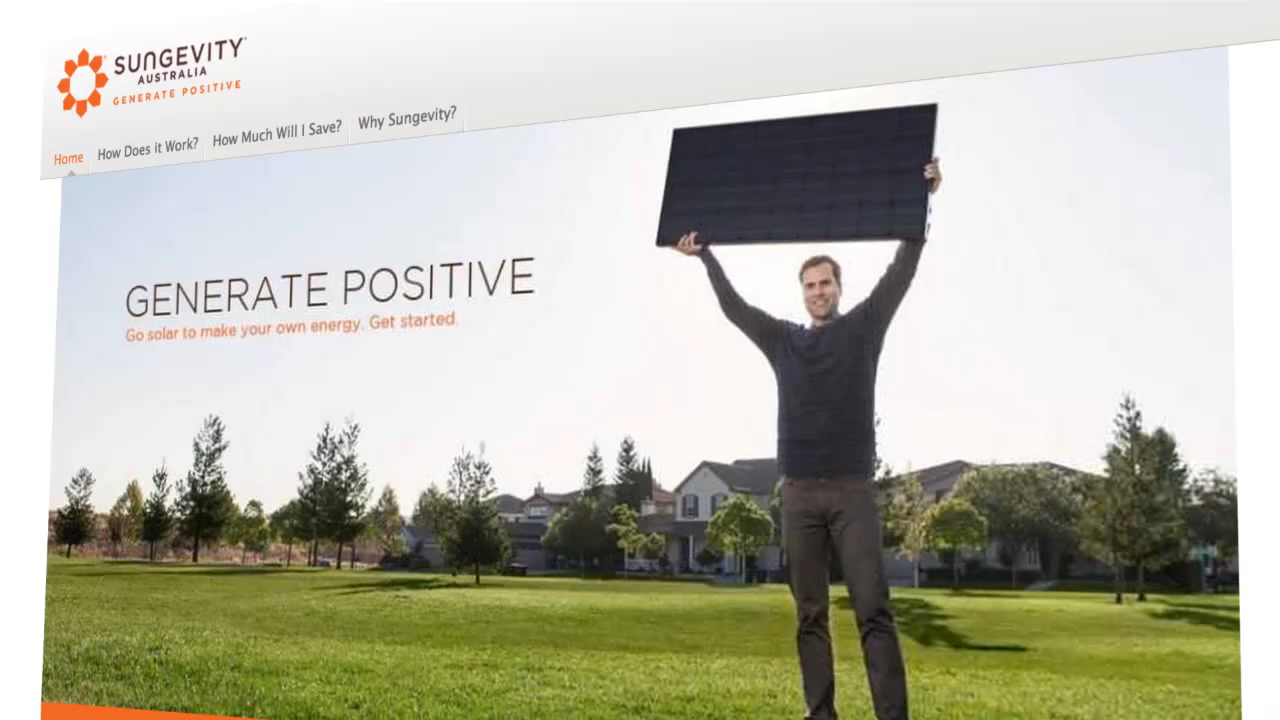 SUNGEVITY
AUSTRALIA
GENERATE POSITIVE
Home How Does it Work? How Much Will I Save? Why Sungevity?
GENERATE POSITIVE
Go solar to make your own energy. Get started.